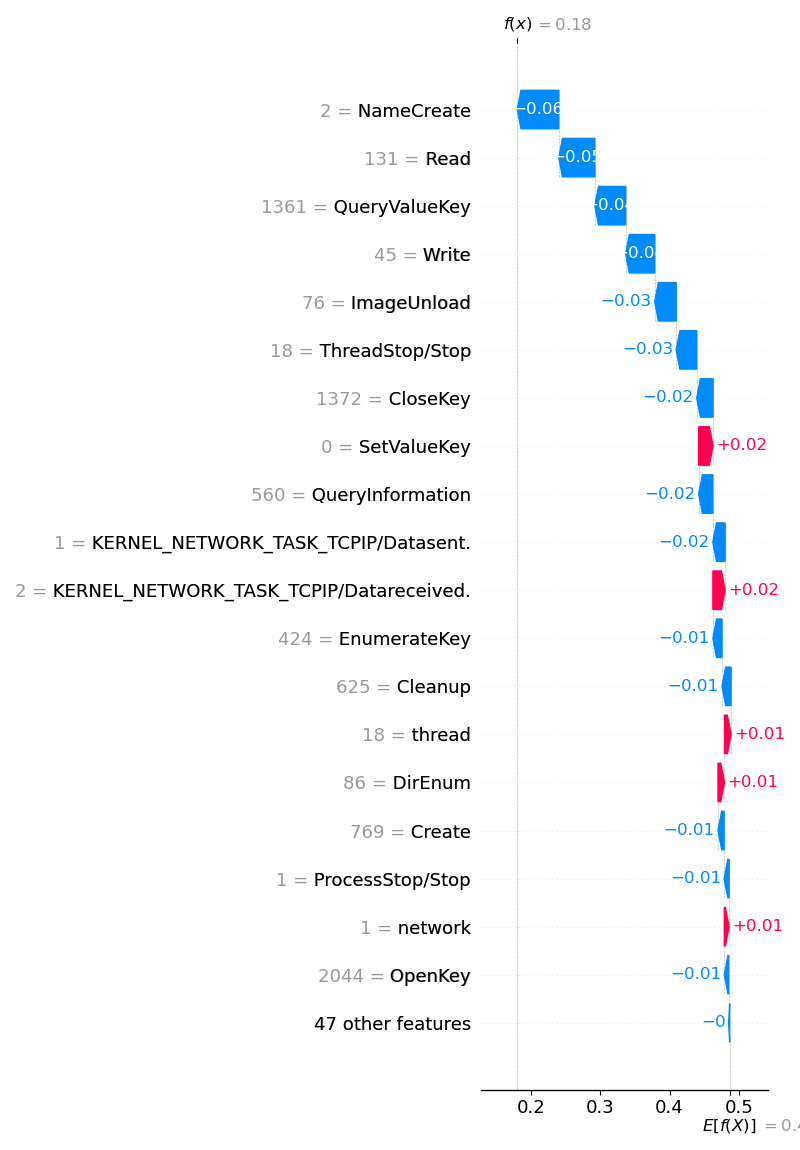 f(x) = 0.18
2 = NameCreate −0.06
131 = Read −0.05
1361 = QueryValueKey
45 = Write
76 = ImageUnload −0.03
18 = ThreadStop/Stop −0.03
1372 = CloseKey −0.02
0 = SetValueKey +0.02
560 = QueryInformation −0.02
1 = KERNEL_NETWORK_TASK_TCPIP/Datasent. −0.02
2 = KERNEL_NETWORK_TASK_TCPIP/Datareceived. +0.02
424 = EnumerateKey −0.01
625 = Cleanup −0.01
18 = thread +0.01
86 = DirEnum +0.01
769 = Create −0.01
1 = ProcessStop/Stop −0.01
1 = network +0.01
2044 = OpenKey −0.01
47 other features −0
0.2 0.3 0.4 0.5
E[f(X)] =